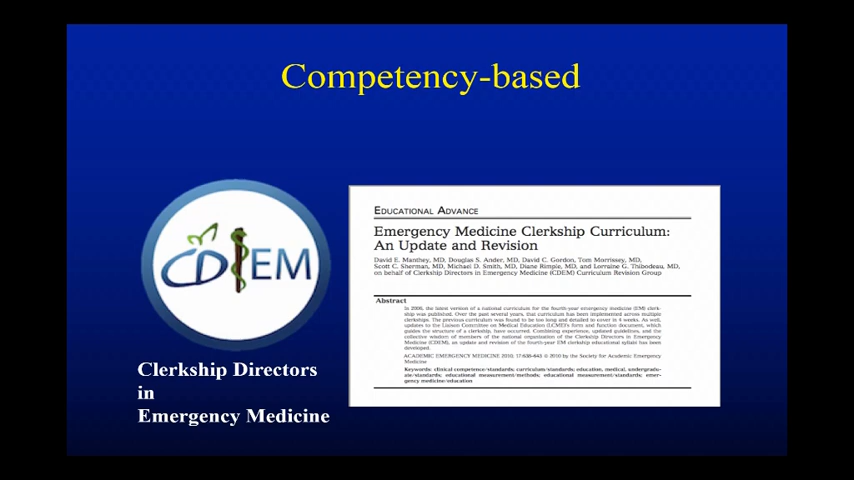 Competency-based
CDIEM
Clerkship Directors
in
Emergency Medicine
EDUCATIONAL ADVANCE
Emergency Medicine Clerkship Curriculum:
An Update and Revision
David E. Manthey, MD, Douglas S. Ander, MD, David C. Gordon, MD, Tom Morrissey, MD,
Scott C. Sherman, MD, Michael D. Smith, MD, Diane Rimple, MD, and Lorraine G. Thibodeau, MD,
on behalf of Clerkship Directors in Emergency Medicine (CDEM) Curriculum Revision Group
Abstract
In 2006, the latest version of a national curriculum for the fourth-year emergency medicine (EM) clerk-
ship was published. Over the past several years, that curriculum has been implemented across multiple
clerkships. The previous curriculum was found to be too long and detailed to cover in 4 weeks. As well,
updates to the Liaison Committee on Medical Education (LCME)'s form and function document, which
guides the structure of a clerkship, have occurred. Combining experience, updated guidelines, and the
collective wisdom of members of the national organization of the Clerkship Directors in Emergency
Medicine (CDEM), an update and revision of the fourth-year EM clerkship educational syllabus has been
developed.
ACADEMIC EMERGENCY MEDICINE 2010; 17:638–643 © 2010 by the Society for Academic Emergency
Medicine
Keywords: clinical competence/standards; curriculum/standards; education, medical, undergradu-
ate/standards; educational measurement/methods; educational measurement/standards; emer-
gency medicine/education